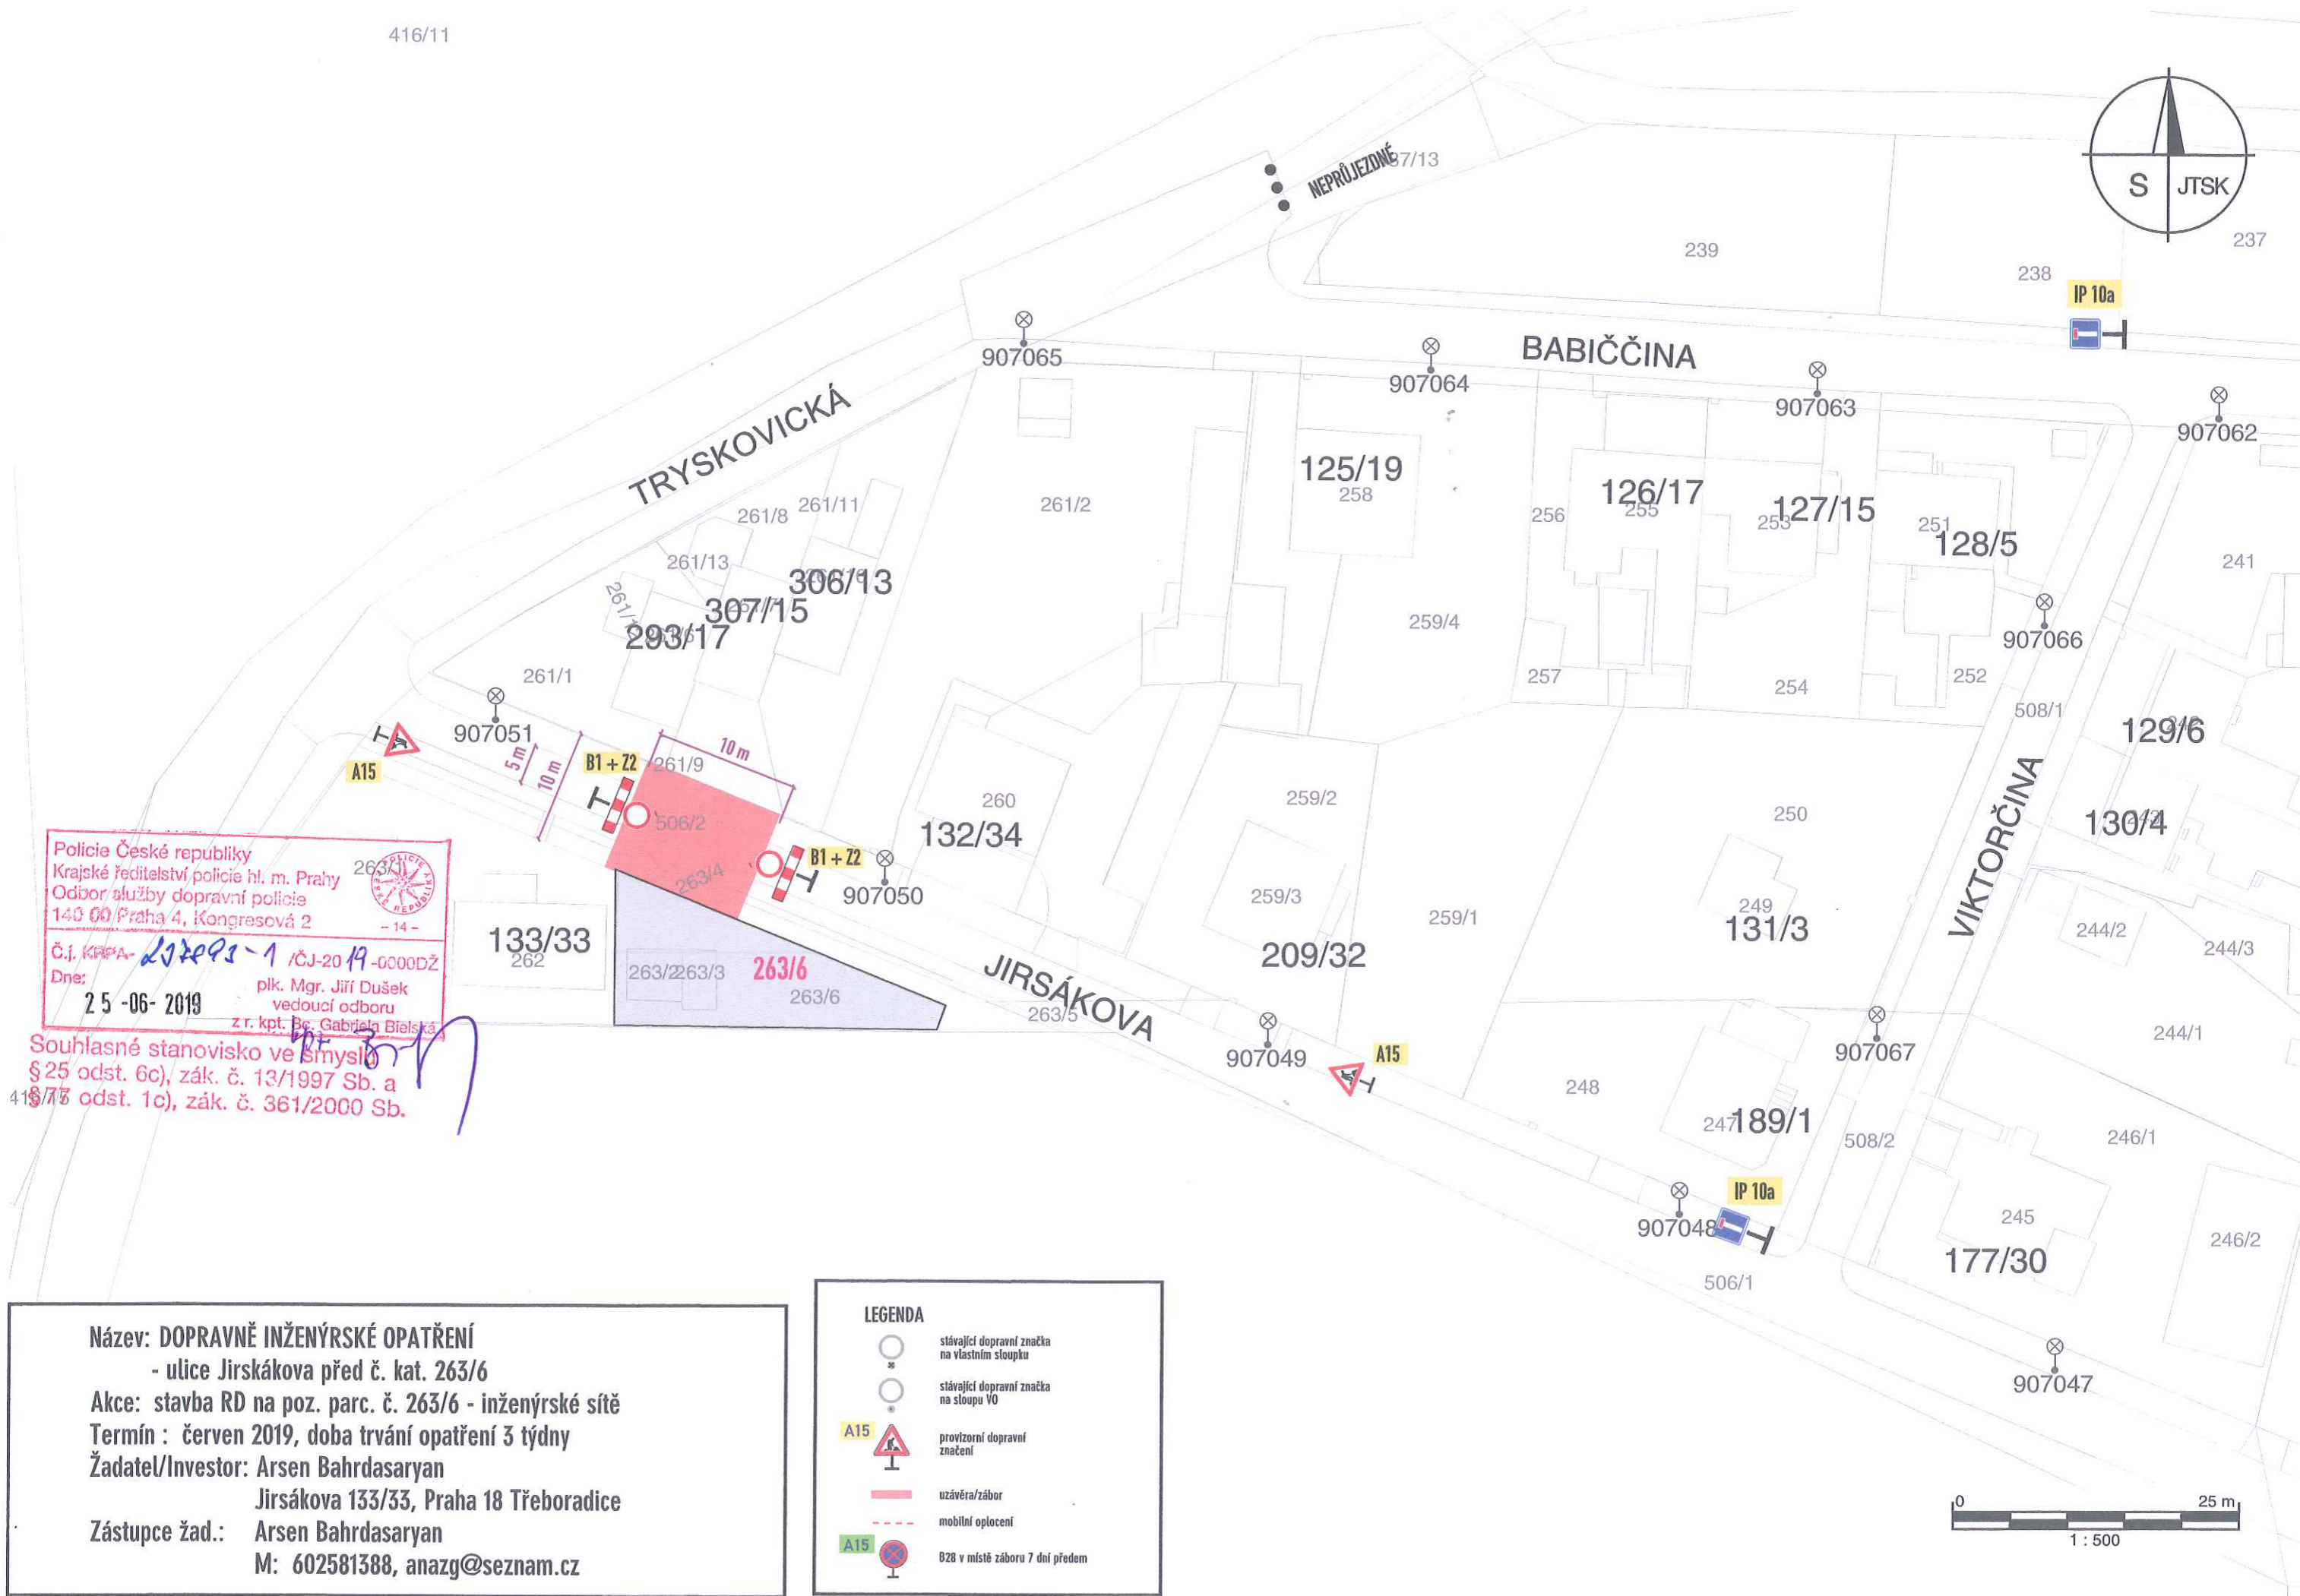 416/11
37/13
NEPRŮJEZDNÉ
S JTSK
237
239
238
IP 10a
BABIČČINA
907065
907064
907063
907062
TRYSKOVICKÁ
125/19
258
126/17
255
127/15
253
251
128/5
256
261/2
261/11
261/8
261/13
306/13
307/15
293/17
261/1
241
259/4
907066
257
254
252
508/1
129/6
907051
5 m
10 m
10 m
B1 + Z2
261/9
A15
506/2
263/4
B1 + Z2
907050
260
132/34
259/2
250
130/4
VIKTORČINA
259/3
209/32
259/1
249
131/3
244/2
244/3
Policie České republiky
Krajské ředitelství policie hl. m. Prahy
Odbor služby dopravní policie
140 00 Praha 4, Kongresová 2
- 14 -
263/1
Č.j. KRPA- /ČJ-2019-0000DŽ
Dne:
25-06-2019
plk. Mgr. Jiří Dušek
vedoucí odboru
z r. kpt. Bc. Gabriela Bielská
Souhlasné stanovisko ve smyslu
§ 25 odst. 6c), zák. č. 13/1997 Sb. a
§ 77 odst. 1c), zák. č. 361/2000 Sb.
133/33
262
263/2
263/3
263/6
263/6
JIRSÁKOVA
263/5
907049
A15
907067
244/1
248
247
189/1
508/2
246/1
IP 10a
907048
506/1
245
177/30
246/2
907047
Název: DOPRAVNĚ INŽENÝRSKÉ OPATŘENÍ
- ulice Jirskákova před č. kat. 263/6
Akce: stavba RD na poz. parc. č. 263/6 - inženýrské sítě
Termín : červen 2019, doba trvání opatření 3 týdny
Žadatel/Investor: Arsen Bahrdasaryan
Jirsákova 133/33, Praha 18 Třeboradice
Zástupce žad.: Arsen Bahrdasaryan
M: 602581388, anazg@seznam.cz
LEGENDA
stávající dopravní značka
na vlastním sloupku
stávající dopravní značka
na sloupu VO
A15
provizorní dopravní
značení
uzávěra/zábor
mobilní oplocení
A15
B28 v místě záboru 7 dní předem
0 25 m
1 : 500